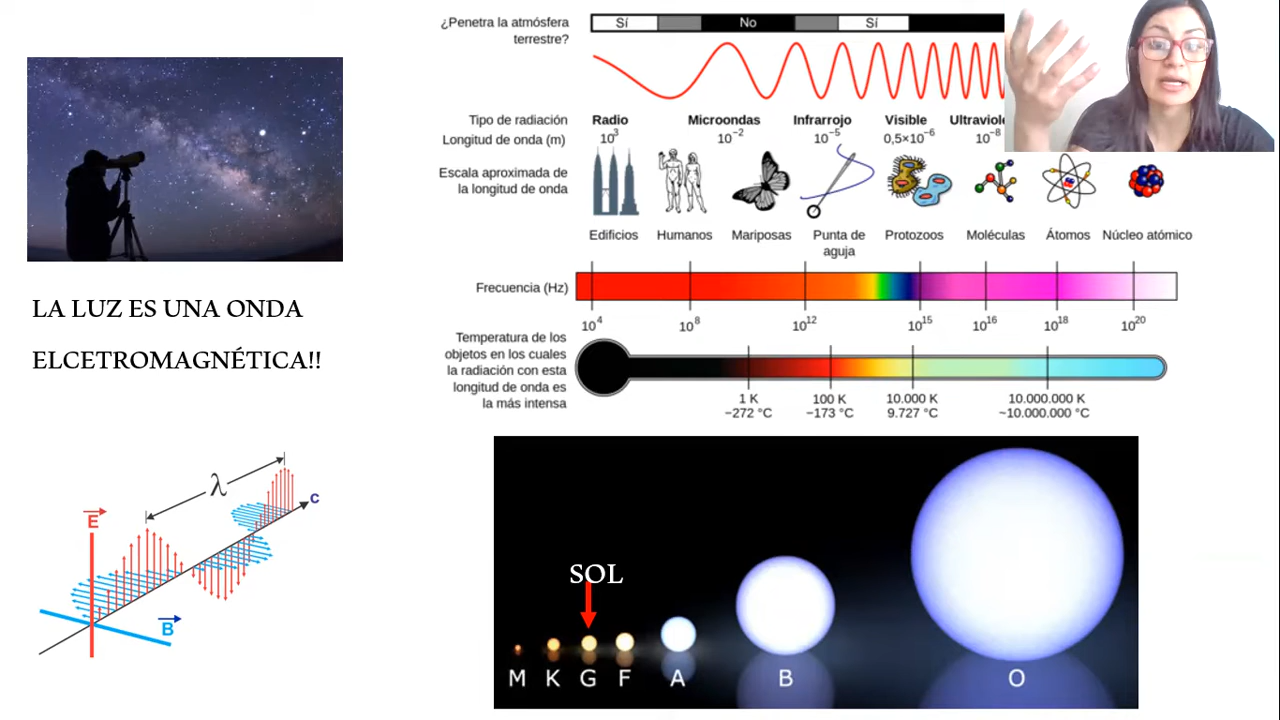 ¿Penetra la atmósfera
terrestre?
Sí
No
Sí
Tipo de radiación
Radio
Microondas
Infrarrojo
Visible
Longitud de onda (m)
10³
10⁻²
10⁻⁵
0,5×10⁻⁶
10⁻⁸
Escala aproximada de
la longitud de onda
Edificios
Humanos
Mariposas
Punta de
aguja
Protozoos
Moléculas
Átomos
Núcleo atómico
Frecuencia (Hz)
10⁴
10⁸
10¹²
10¹⁵
10¹⁶
10¹⁸
10²⁰
Temperatura de los
objetos en los cuales
la radiación con esta
longitud de onda es
la más intensa
1 K
−272 °C
100 K
−173 °C
10.000 K
9.727 °C
10.000.000 K
~10.000.000 °C
LA LUZ ES UNA ONDA
ELCETROMAGNÉTICA!!
λ
c
E
B
SOL
M K G F A B O